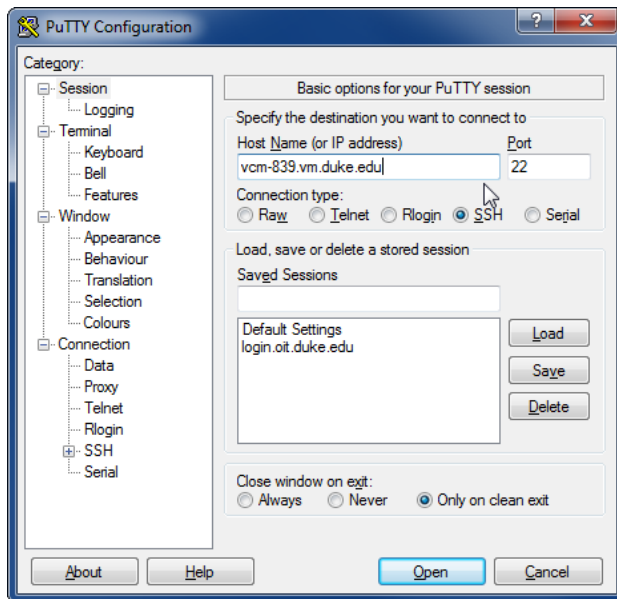 PuTTY Configuration
?
X
Category:
Session
Logging
Terminal
Keyboard
Bell
Features
Window
Appearance
Behaviour
Translation
Selection
Colours
Connection
Data
Proxy
Telnet
Rlogin
SSH
Serial
Basic options for your PuTTY session
Specify the destination you want to connect to
Host Name (or IP address) Port
vcm-839.vm.duke.edu 22
Connection type:
Raw Telnet Rlogin SSH Serial
Load, save or delete a stored session
Saved Sessions
Default Settings
login.oit.duke.edu
Load
Save
Delete
Close window on exit:
Always Never Only on clean exit
About Help Open Cancel